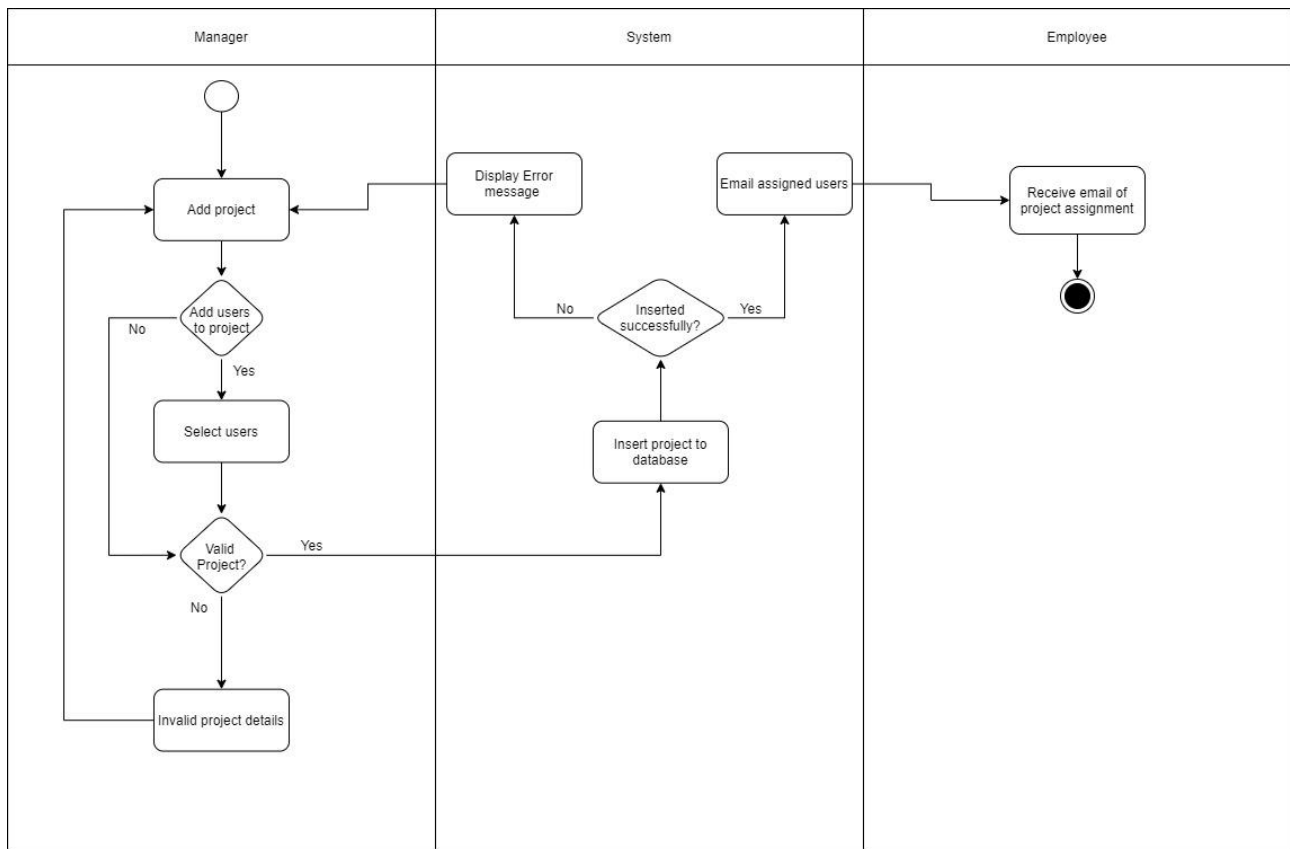 Manager
System
Employee
Add project
Add users
to project
No
Yes
Select users
Valid
Project?
Yes
No
Invalid project details
Display Error
message
Email assigned users
Inserted
successfully?
No
Yes
Insert project to
database
Receive email of
project assignment